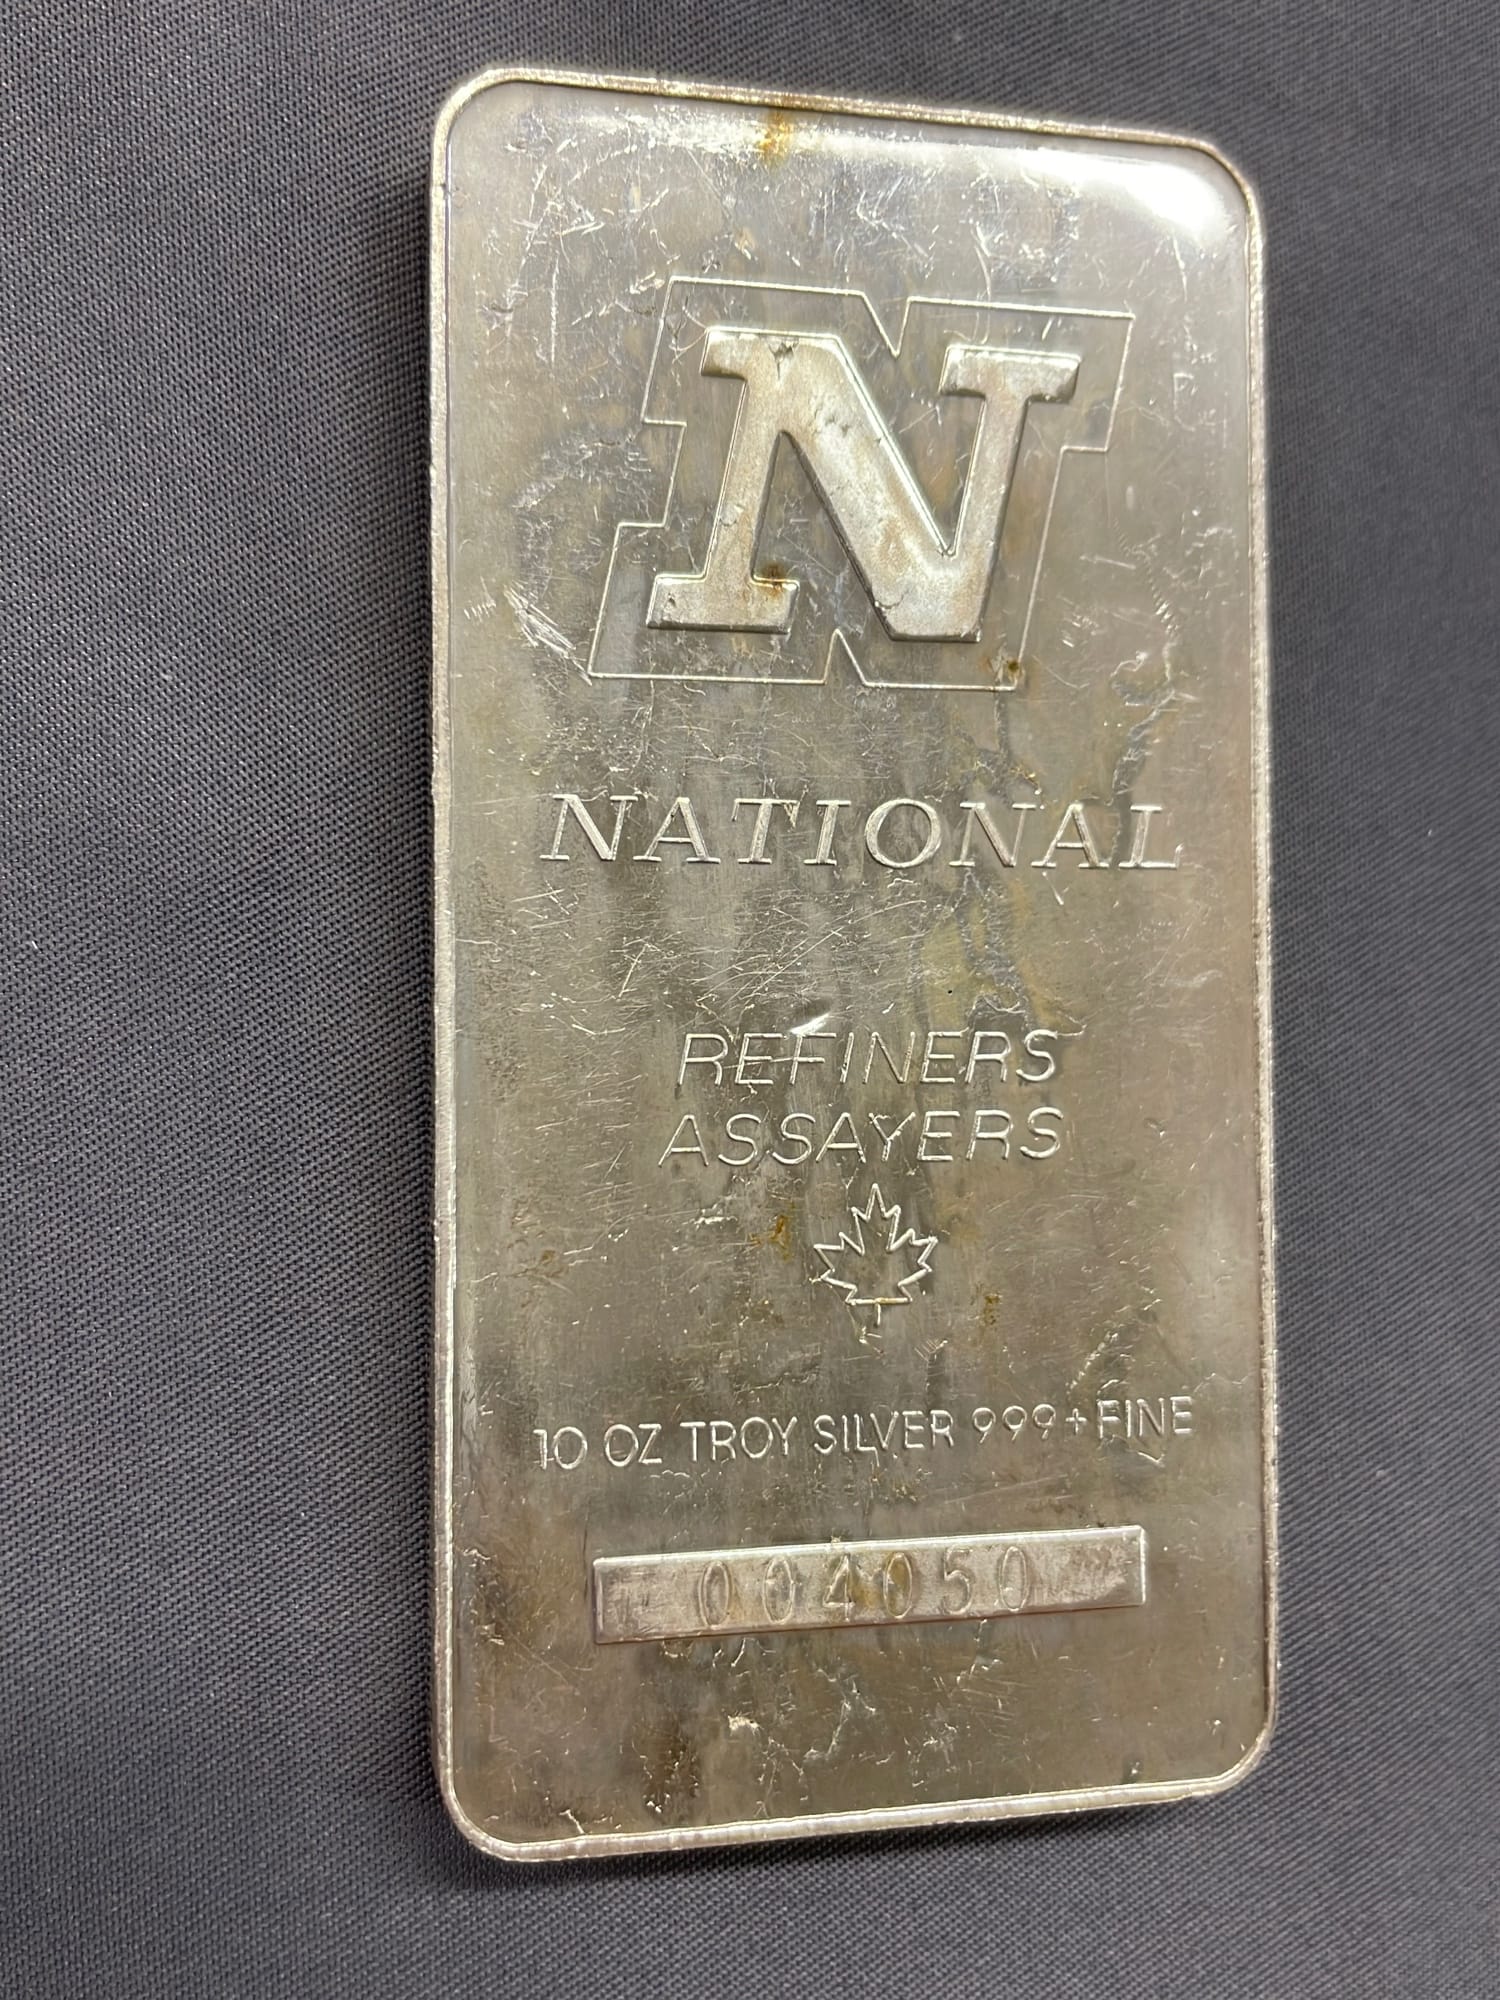 N
NATIONAL
REFINERS
ASSAYERS
10 OZ TROY SILVER 999+FINE
004050